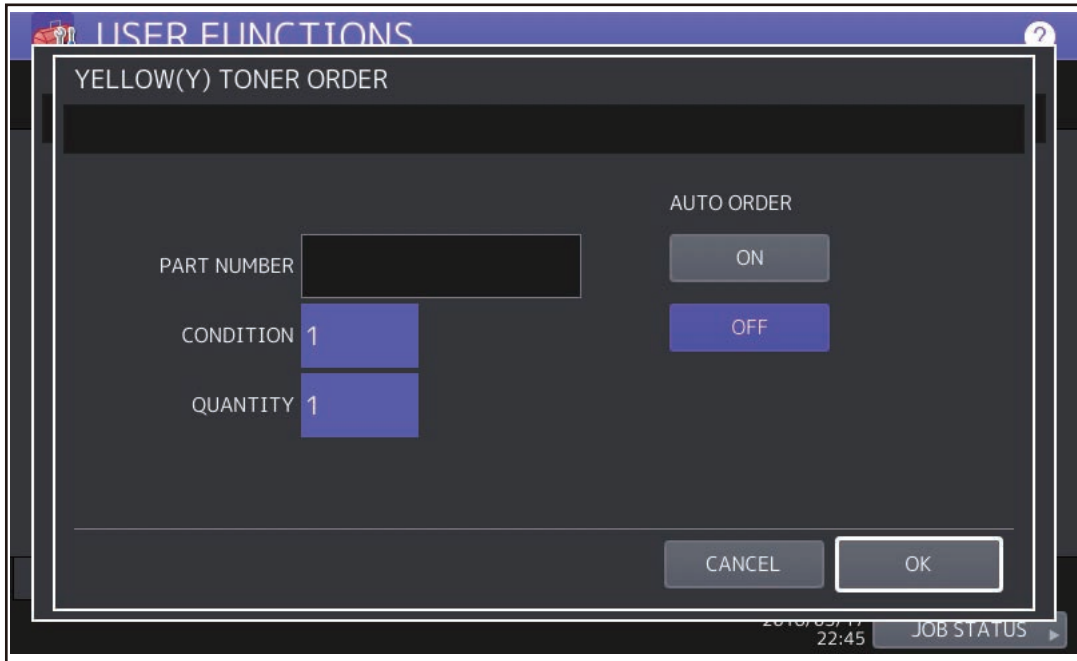 USER FUNCTIONS
?
YELLOW(Y) TONER ORDER
AUTO ORDER
PART NUMBER
ON
CONDITION 1
OFF
QUANTITY 1
CANCEL
OK
22:45
JOB STATUS